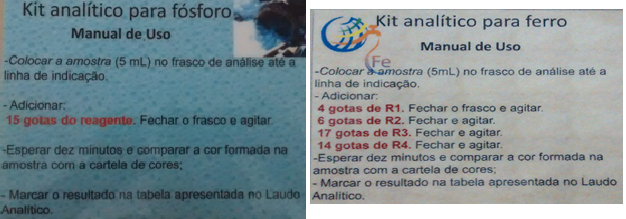 Kit analítico para fósforo
Manual de Uso
-Colocar a amostra (5 mL) no frasco de análise até a
linha de indicação.
- Adicionar:
15 gotas do reagente. Fechar o frasco e agitar.
-Esperar dez minutos e comparar a cor formada na
amostra com a cartela de cores;
- Marcar o resultado na tabela apresentada no Laudo
Analítico.
Kit analítico para ferro
Manual de Uso
Fe
-Colocar a amostra (5mL) no frasco de análise até a
linha de indicação.
- Adicionar:
4 gotas de R1. Fechar o frasco e agitar.
6 gotas de R2. Fechar e agitar.
17 gotas de R3. Fechar e agitar.
14 gotas de R4. Fechar e agitar.
-Esperar dez minutos e comparar a cor formada na
amostra com a cartela de cores;
- Marcar o resultado na tabela apresentada no Laudo
Analítico.